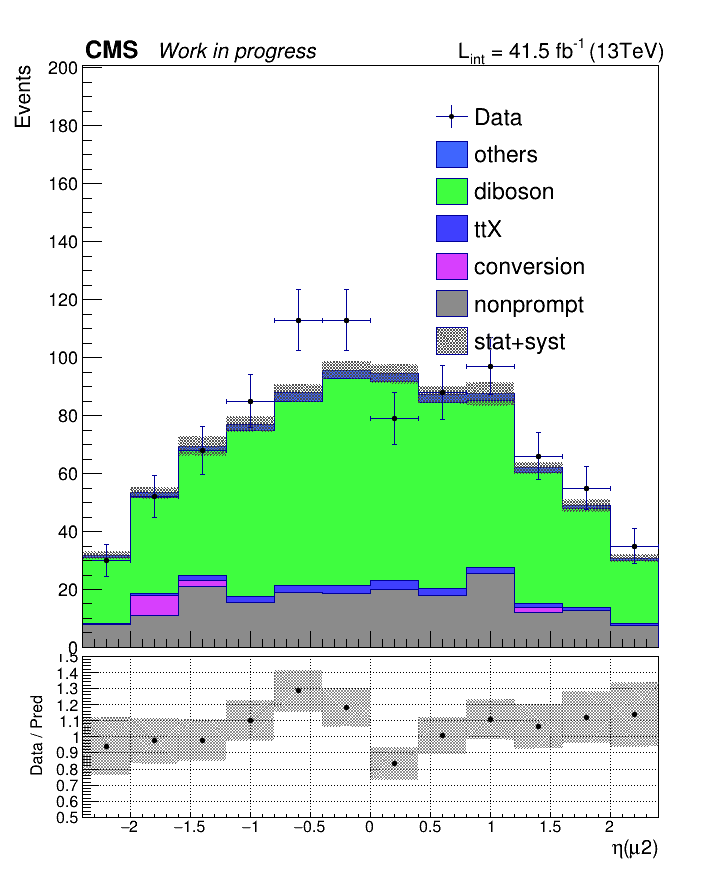 CMS Work in progress L_int = 41.5 fb^-1 (13TeV)
Events
200
180
160
140
120
100
80
60
40
20
0
Data
others
diboson
ttX
conversion
nonprompt
stat+syst
Data / Pred
1.5
1.4
1.3
1.2
1.1
1
0.9
0.8
0.7
0.6
0.5
−2 −1.5 −1 −0.5 0 0.5 1 1.5 2
η(μ2)